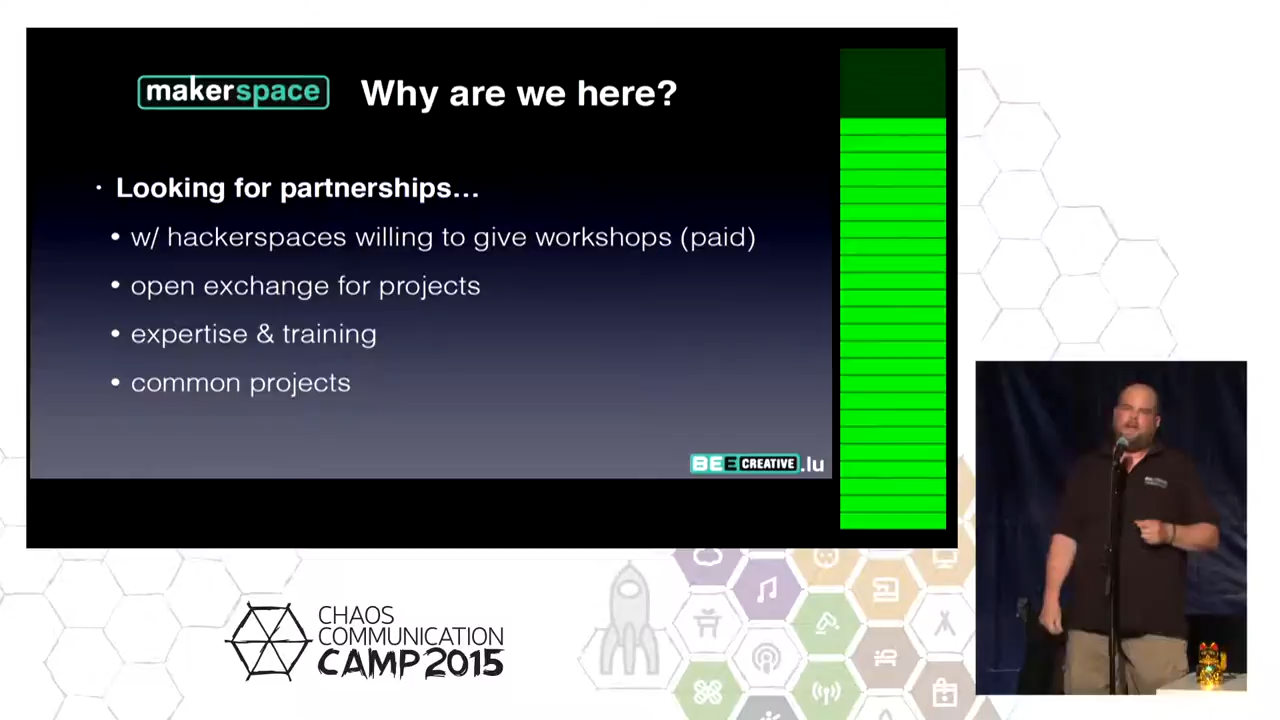 makerspace Why are we here?
· Looking for partnerships…
• w/ hackerspaces willing to give workshops (paid)
• open exchange for projects
• expertise & training
• common projects
BEE CREATIVE .lu
CHAOS
COMMUNICATION
CAMP 2015